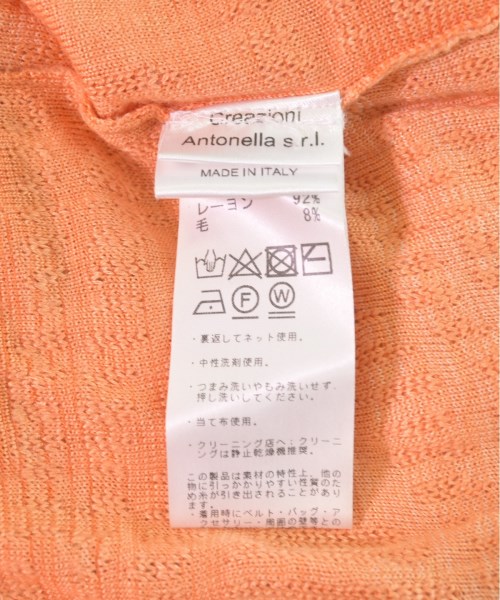 Creazioni
Antonella s.r.l.
MADE IN ITALY
レーヨン 92%
毛 8%
F W
・裏返してネット使用。
・中性洗剤使用。
・つまみ洗いやもみ洗いせず、
押し洗いしてください。
・当て布使用。
・クリーニング店へ：クリーニ
ングは静止乾燥機推奨。
この製品は素材の特性上、他の
物に引っかかりやすい性質のた
め糸が引き出されることがあり
ます。
・着用時にベルト・バッグ・ア
クセサリー・周囲の壁等との